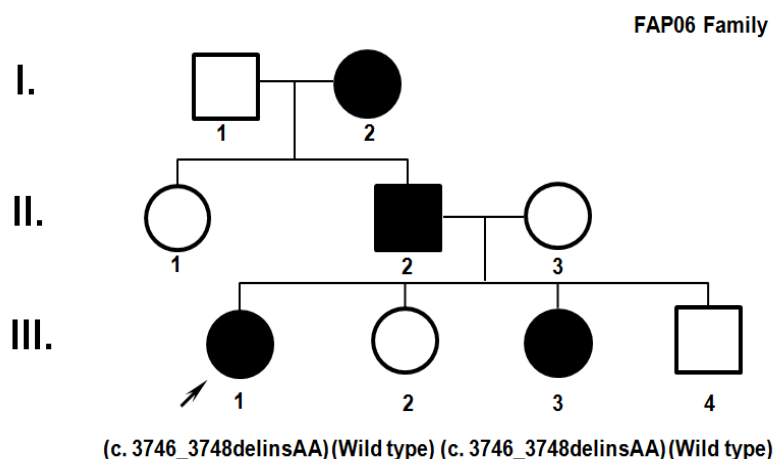 FAP06 Family
I.
1
2
II.
1
2
3
III.
1
2
3
4
(c. 3746_3748delinsAA)(Wild type) (c. 3746_3748delinsAA)(Wild type)